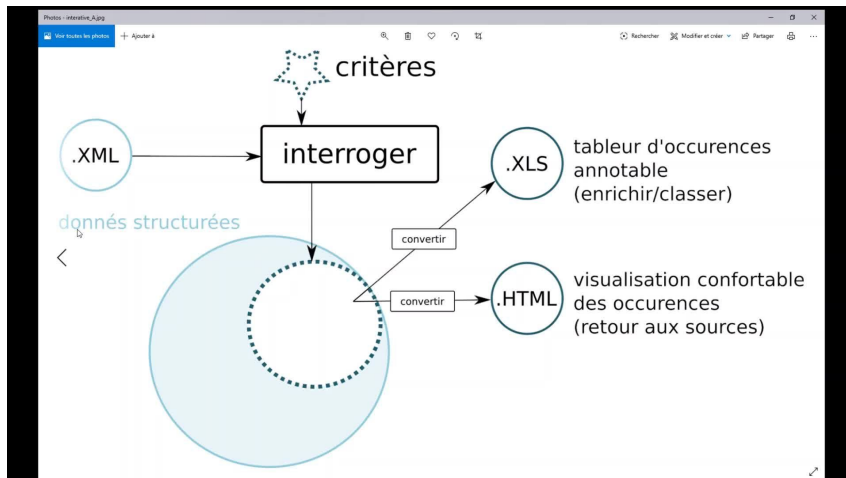 Photos - interative_A.jpg
Voir toutes les photos
Ajouter à
Rechercher
Modifier et créer
Partager
critères
.XML
interroger
.XLS
tableur d'occurences
annotable
(enrichir/classer)
donnés structurées
convertir
convertir
.HTML
visualisation confortable
des occurences
(retour aux sources)